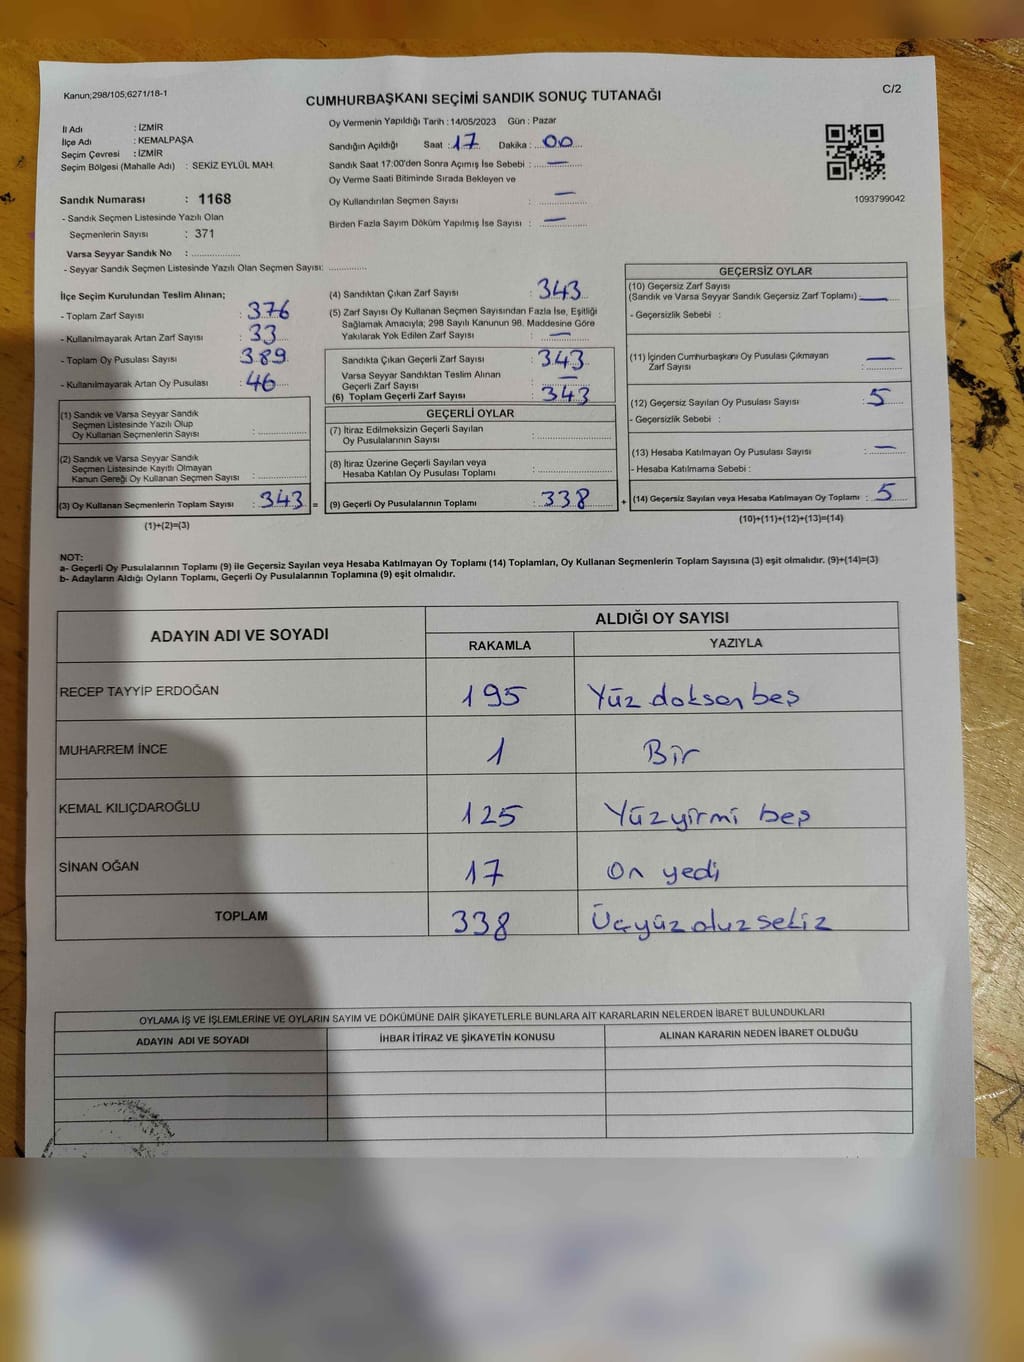 Kanun;298/105;6271/18-1
C/2
CUMHURBAŞKANI SEÇİMİ SANDIK SONUÇ TUTANAĞI
İl Adı : İZMİR
İlçe Adı : KEMALPAŞA
Seçim Çevresi : İZMİR
Seçim Bölgesi (Mahalle Adı) : SEKİZ EYLÜL MAH.
Sandık Numarası : 1168
- Sandık Seçmen Listesinde Yazılı Olan
Seçmenlerin Sayısı : 371
Varsa Seyyar Sandık No : ....................
- Seyyar Sandık Seçmen Listesinde Yazılı Olan Seçmen Sayısı: ..............
Oy Vermenin Yapıldığı Tarih : 14/05/2023 Gün : Pazar
Sandığın Açıldığı Saat : 17 Dakika : 00
Sandık Saat 17:00'den Sonra Açımış İse Sebebi : —
Oy Verme Saati Bitiminde Sırada Bekleyen ve
Oy Kullandırılan Seçmen Sayısı : —
Birden Fazla Sayım Döküm Yapılmış İse Sayısı : —
1093799042
İlçe Seçim Kurulundan Teslim Alınan;
- Toplam Zarf Sayısı : 376
- Kullanılmayarak Artan Zarf Sayısı : 33
- Toplam Oy Pusulası Sayısı : 389
- Kullanılmayarak Artan Oy Pusulası : 46
(1) Sandık ve Varsa Seyyar Sandık
Seçmen Listesinde Yazılı Olup
Oy Kullanan Seçmenlerin Sayısı : ..............
(2) Sandık ve Varsa Seyyar Sandık
Seçmen Listesinde Kayıtlı Olmayan
Kanun Gereği Oy Kullanan Seçmen Sayısı : ..............
(3) Oy Kullanan Seçmenlerin Toplam Sayısı : 343 =
(1)+(2)=(3)
(4) Sandıktan Çıkan Zarf Sayısı : 343
(5) Zarf Sayısı Oy Kullanan Seçmen Sayısından Fazla İse, Eşitliği
Sağlamak Amacıyla; 298 Sayılı Kanunun 98. Maddesine Göre
Yakılarak Yok Edilen Zarf Sayısı : —
Sandıkta Çıkan Geçerli Zarf Sayısı : 343
Varsa Seyyar Sandıktan Teslim Alınan
Geçerli Zarf Sayısı : —
(6) Toplam Geçerli Zarf Sayısı : 343
GEÇERLİ OYLAR
(7) İtiraz Edilmeksizin Geçerli Sayılan
Oy Pusulalarının Sayısı : ..............
(8) İtiraz Üzerine Geçerli Sayılan veya
Hesaba Katılan Oy Pusulası Toplamı : ..............
(9) Geçerli Oy Pusulalarının Toplamı : 338 +
GEÇERSİZ OYLAR
(10) Geçersiz Zarf Sayısı
(Sandık ve Varsa Seyyar Sandık Geçersiz Zarf Toplamı) : —
- Geçersizlik Sebebi :
(11) İçinden Cumhurbaşkanı Oy Pusulası Çıkmayan
Zarf Sayısı : —
(12) Geçersiz Sayılan Oy Pusulası Sayısı : 5
- Geçersizlik Sebebi :
(13) Hesaba Katılmayan Oy Pusulası Sayısı : —
- Hesaba Katılmama Sebebi :
(14) Geçersiz Sayılan veya Hesaba Katılmayan Oy Toplamı : 5
(10)+(11)+(12)+(13)=(14)
NOT:
a- Geçerli Oy Pusulalarının Toplamı (9) ile Geçersiz Sayılan veya Hesaba Katılmayan Oy Toplamı (14) Toplamları, Oy Kullanan Seçmenlerin Toplam Sayısına (3) eşit olmalıdır. (9)+(14)=(3)
b- Adayların Aldığı Oyların Toplamı, Geçerli Oy Pusulalarının Toplamına (9) eşit olmalıdır.
ADAYIN ADI VE SOYADI ALDIĞI OY SAYISI
RAKAMLA YAZIYLA
RECEP TAYYİP ERDOĞAN 195 Yüz doksan beş
MUHARREM İNCE 1 Bir
KEMAL KILIÇDAROĞLU 125 Yüzyirmi beş
SİNAN OĞAN 17 On yedi
TOPLAM 338 Üçyüzotuzsekiz
OYLAMA İŞ VE İŞLEMLERİNE VE OYLARIN SAYIM VE DÖKÜMÜNE DAİR ŞİKAYETLERLE BUNLARA AİT KARARLARIN NELERDEN İBARET BULUNDUKLARI
ADAYIN ADI VE SOYADI İHBAR İTİRAZ VE ŞİKAYETİN KONUSU ALINAN KARARIN NEDEN İBARET OLDUĞU